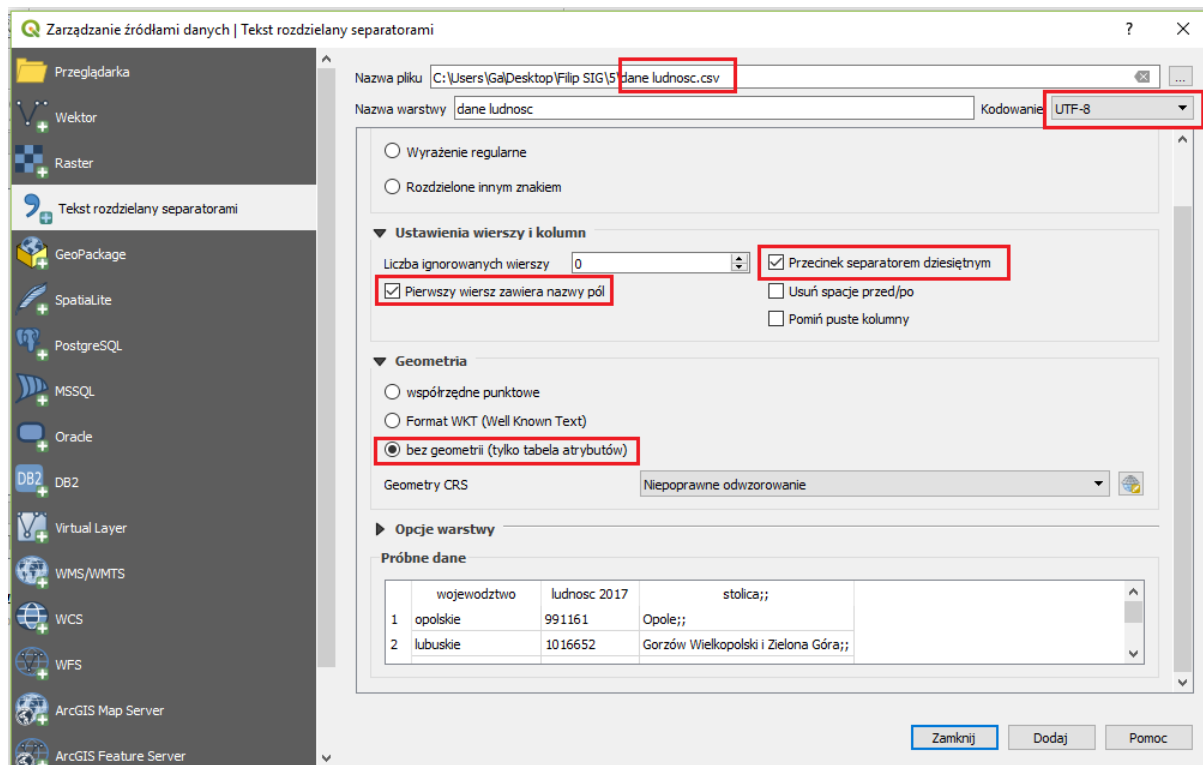 Zarządzanie źródłami danych | Tekst rozdzielany separatorami
?
Przeglądarka
Wektor
Raster
Tekst rozdzielany separatorami
GeoPackage
SpatiaLite
PostgreSQL
MSSQL
Oracle
DB2 DB2
Virtual Layer
WMS/WMTS
WCS
WFS
ArcGIS Map Server
ArcGIS Feature Server
Nazwa pliku C:\Users\Ga\Desktop\Filip SIG\5\dane ludnosc.csv ...
Nazwa warstwy dane ludnosc Kodowanie UTF-8
Wyrażenie regularne
Rozdzielone innym znakiem
Ustawienia wierszy i kolumn
Liczba ignorowanych wierszy 0 Przecinek separatorem dziesiętnym
Pierwszy wiersz zawiera nazwy pól Usuń spacje przed/po
Pomiń puste kolumny
Geometria
współrzędne punktowe
Format WKT (Well Known Text)
bez geometrii (tylko tabela atrybutów)
Geometry CRS Niepoprawne odwzorowanie
Opcje warstwy
Próbne dane
wojewodztwo ludnosc 2017 stolica;;
1 opolskie 991161 Opole;;
2 lubuskie 1016652 Gorzów Wielkopolski i Zielona Góra;;
Zamknij Dodaj Pomoc